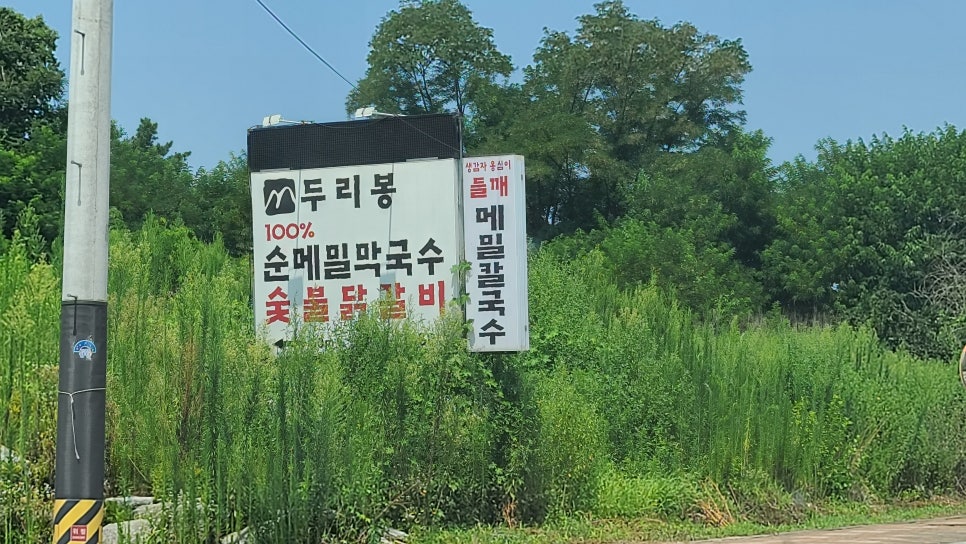 두리봉
100%
순메밀막국수
숯불닭갈비
생감자 옹심이
들깨
메밀칼국수